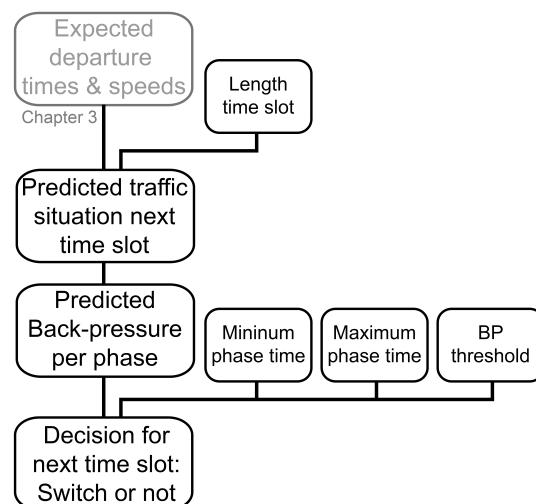 Expected
departure
times & speeds
Chapter 3
Length
time slot
Predicted traffic
situation next
time slot
Predicted
Back-pressure
per phase
Mininum
phase time
Maximum
phase time
BP
threshold
Decision for
next time slot:
Switch or not